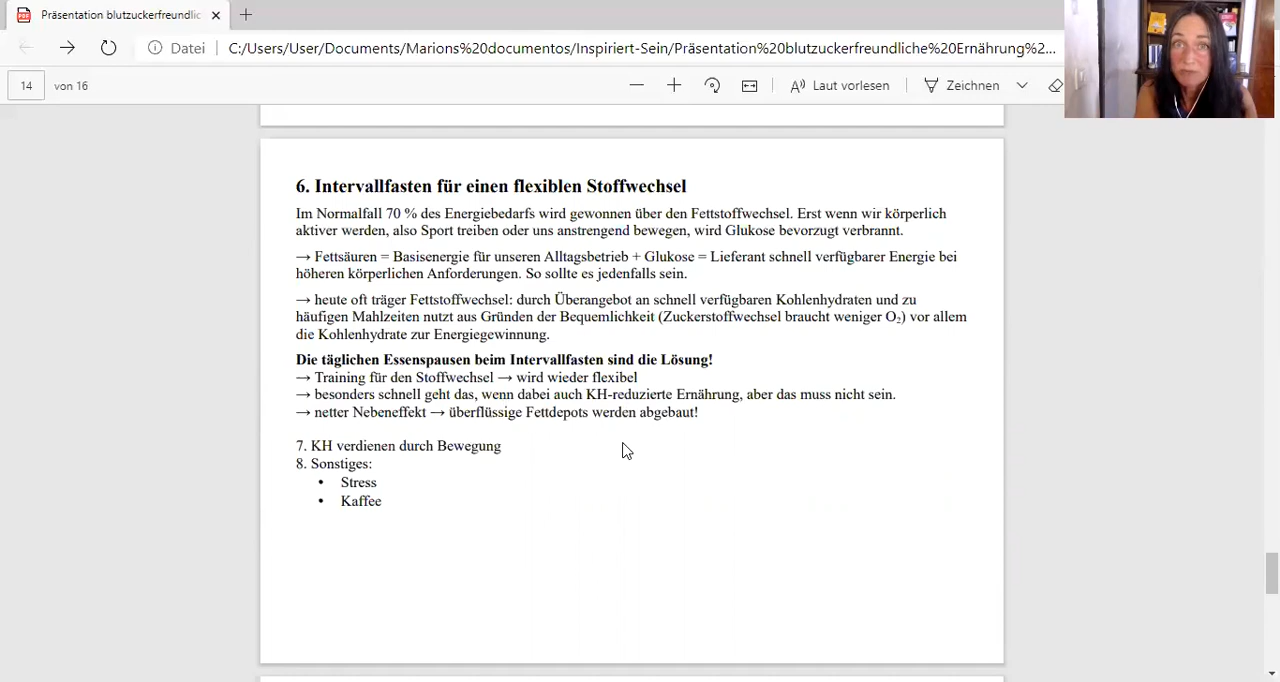 Präsentation blutzuckerfreundlic
Datei
C:/Users/User/Documents/Marions%20documentos/Inspiriert-Sein/Präsentation%20blutzuckerfreundliche%20Ernährung%2...
14 von 16
Laut vorlesen
Zeichnen
6. Intervallfasten für einen flexiblen Stoffwechsel
Im Normalfall 70 % des Energiebedarfs wird gewonnen über den Fettstoffwechsel. Erst wenn wir körperlich
aktiver werden, also Sport treiben oder uns anstrengend bewegen, wird Glukose bevorzugt verbrannt.
→ Fettsäuren = Basisenergie für unseren Alltagsbetrieb + Glukose = Lieferant schnell verfügbarer Energie bei
höheren körperlichen Anforderungen. So sollte es jedenfalls sein.
→ heute oft träger Fettstoffwechsel: durch Überangebot an schnell verfügbaren Kohlenhydraten und zu
häufigen Mahlzeiten nutzt aus Gründen der Bequemlichkeit (Zuckerstoffwechsel braucht weniger O₂) vor allem
die Kohlenhydrate zur Energiegewinnung.
Die täglichen Essenspausen beim Intervallfasten sind die Lösung!
→ Training für den Stoffwechsel → wird wieder flexibel
→ besonders schnell geht das, wenn dabei auch KH-reduzierte Ernährung, aber das muss nicht sein.
→ netter Nebeneffekt → überflüssige Fettdepots werden abgebaut!
7. KH verdienen durch Bewegung
8. Sonstiges:
• Stress
• Kaffee